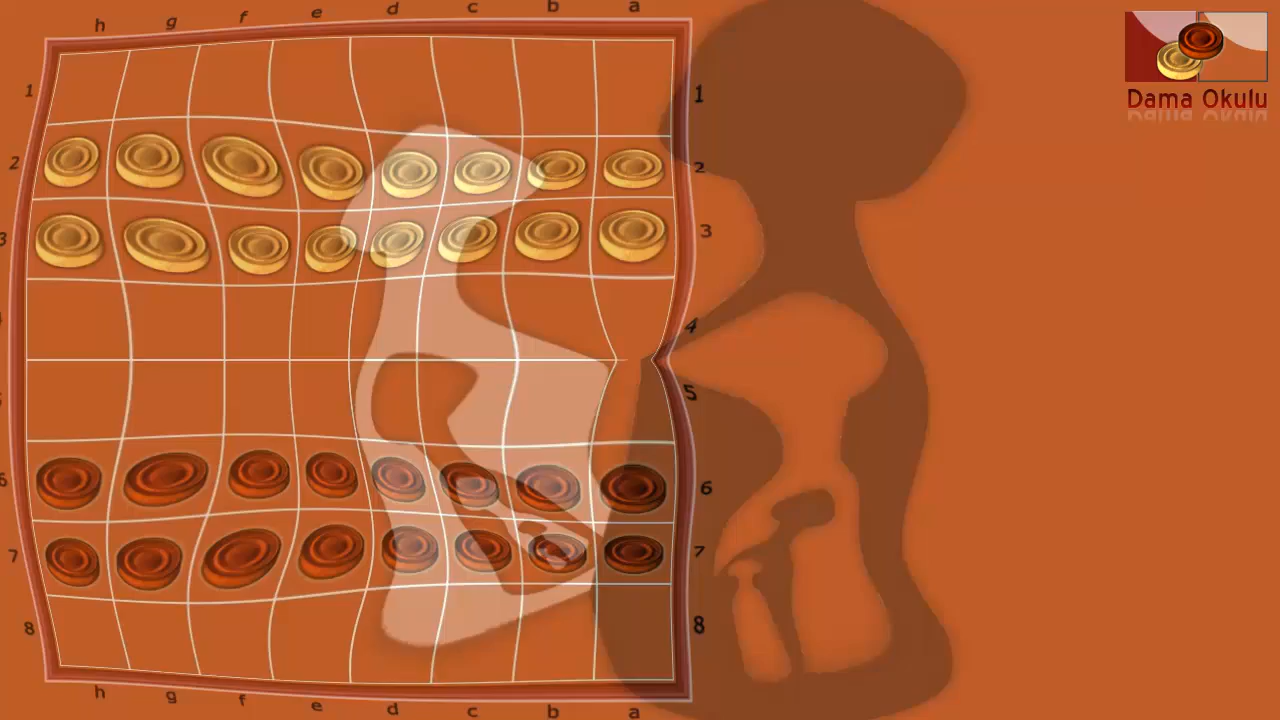 h g f e d c b a
1 1
2 2
3 3
4
5
6 6
7 7
8 8
h g f e d c b a
Dama Okulu